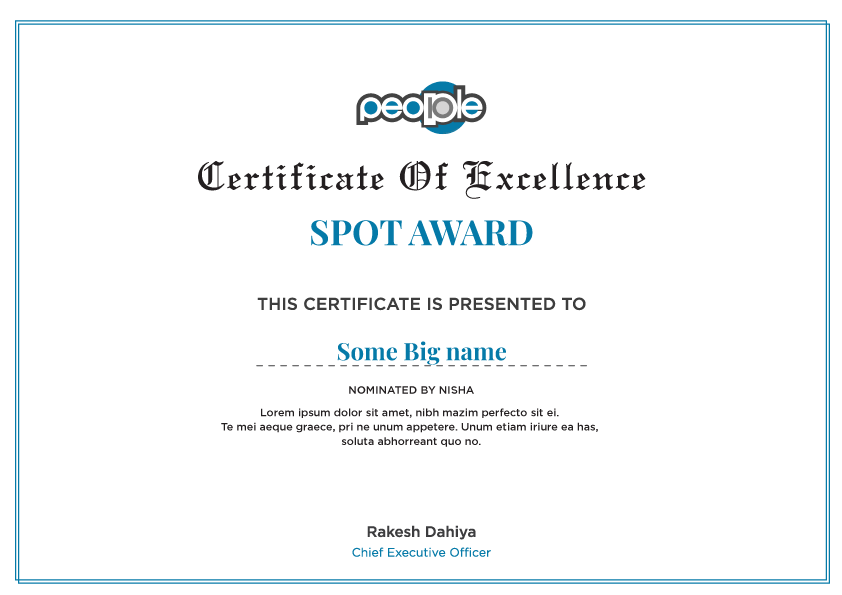 people
Certificate Of Excellence
SPOT AWARD
THIS CERTIFICATE IS PRESENTED TO
Some Big name
NOMINATED BY NISHA
Lorem ipsum dolor sit amet, nibh mazim perfecto sit ei.
Te mei aeque graece, pri ne unum appetere. Unum etiam iriure ea has,
soluta abhorreant quo no.
Rakesh Dahiya
Chief Executive Officer